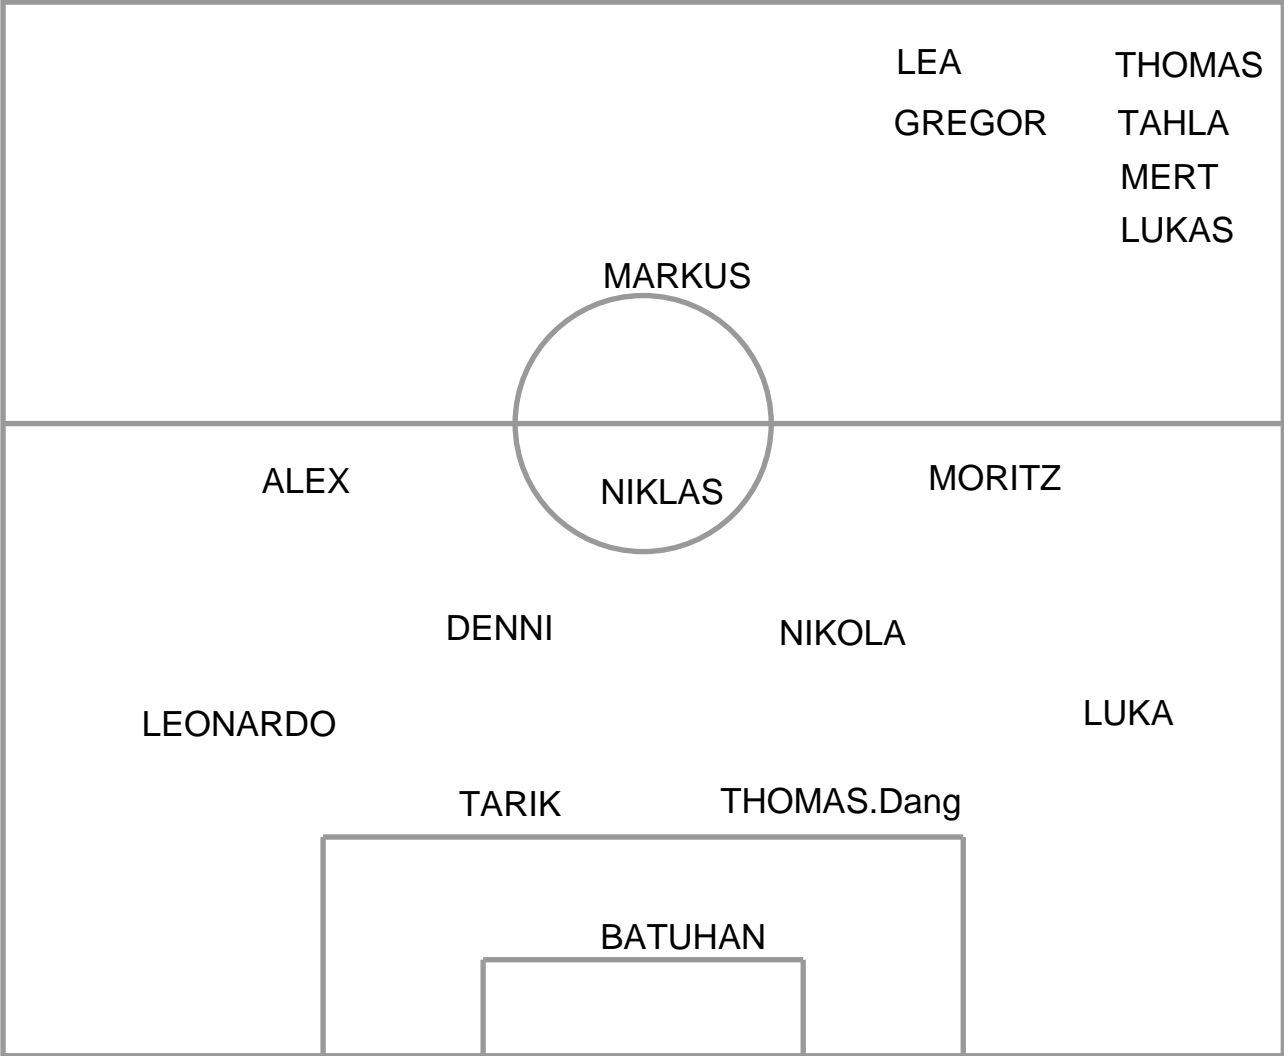 LEA THOMAS
GREGOR TAHLA
MERT
LUKAS
MARKUS
ALEX NIKLAS MORITZ
DENNI NIKOLA
LEONARDO LUKA
TARIK THOMAS.Dang
BATUHAN